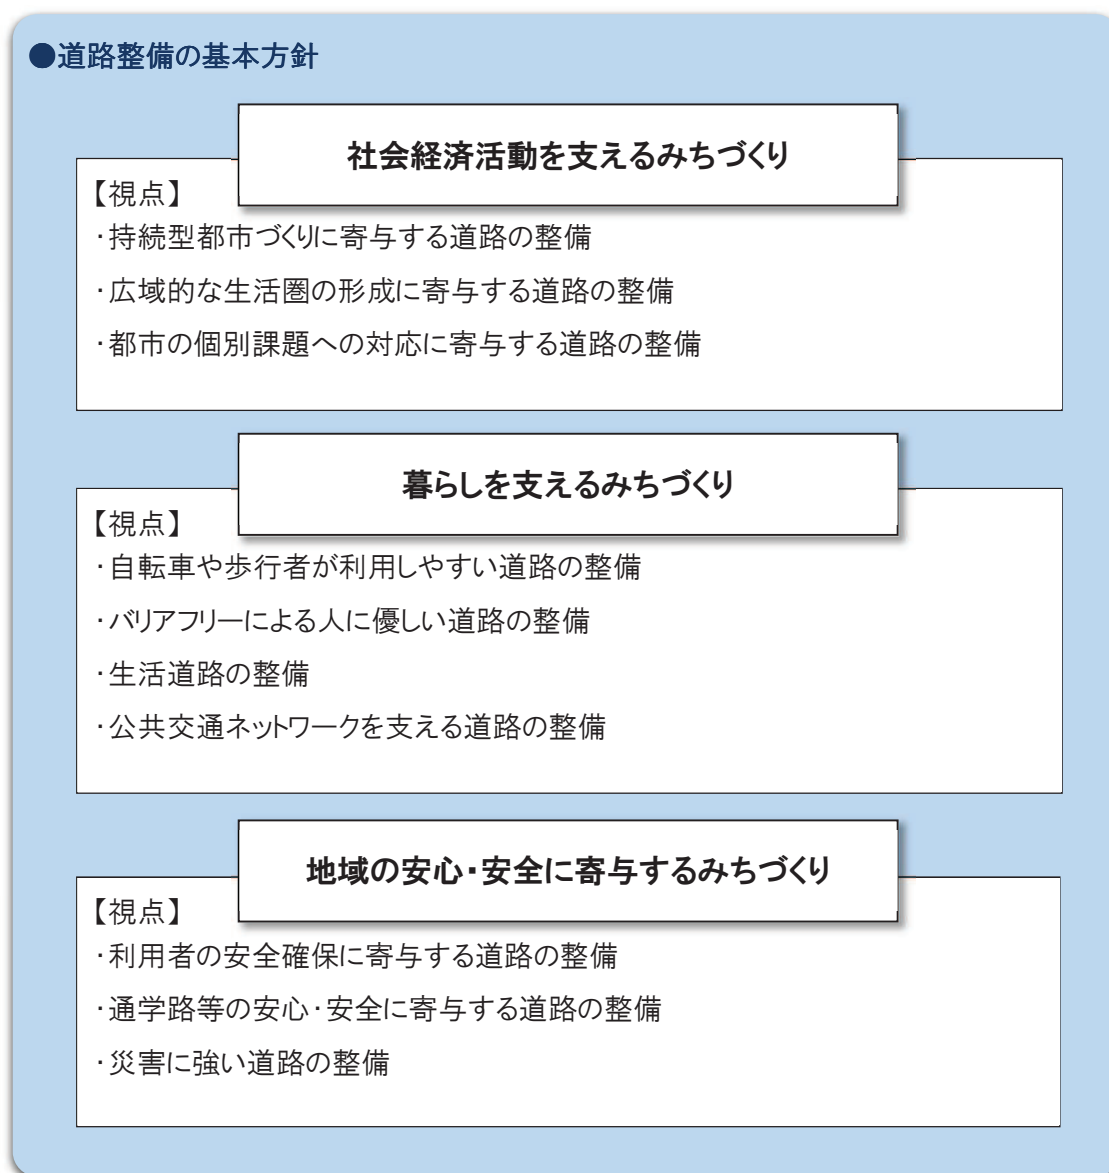 ●道路整備の基本方針
社会経済活動を支えるみちづくり
【視点】
・持続型都市づくりに寄与する道路の整備
・広域的な生活圏の形成に寄与する道路の整備
・都市の個別課題への対応に寄与する道路の整備
暮らしを支えるみちづくり
【視点】
・自転車や歩行者が利用しやすい道路の整備
・バリアフリーによる人に優しい道路の整備
・生活道路の整備
・公共交通ネットワークを支える道路の整備
地域の安心・安全に寄与するみちづくり
【視点】
・利用者の安全確保に寄与する道路の整備
・通学路等の安心・安全に寄与する道路の整備
・災害に強い道路の整備